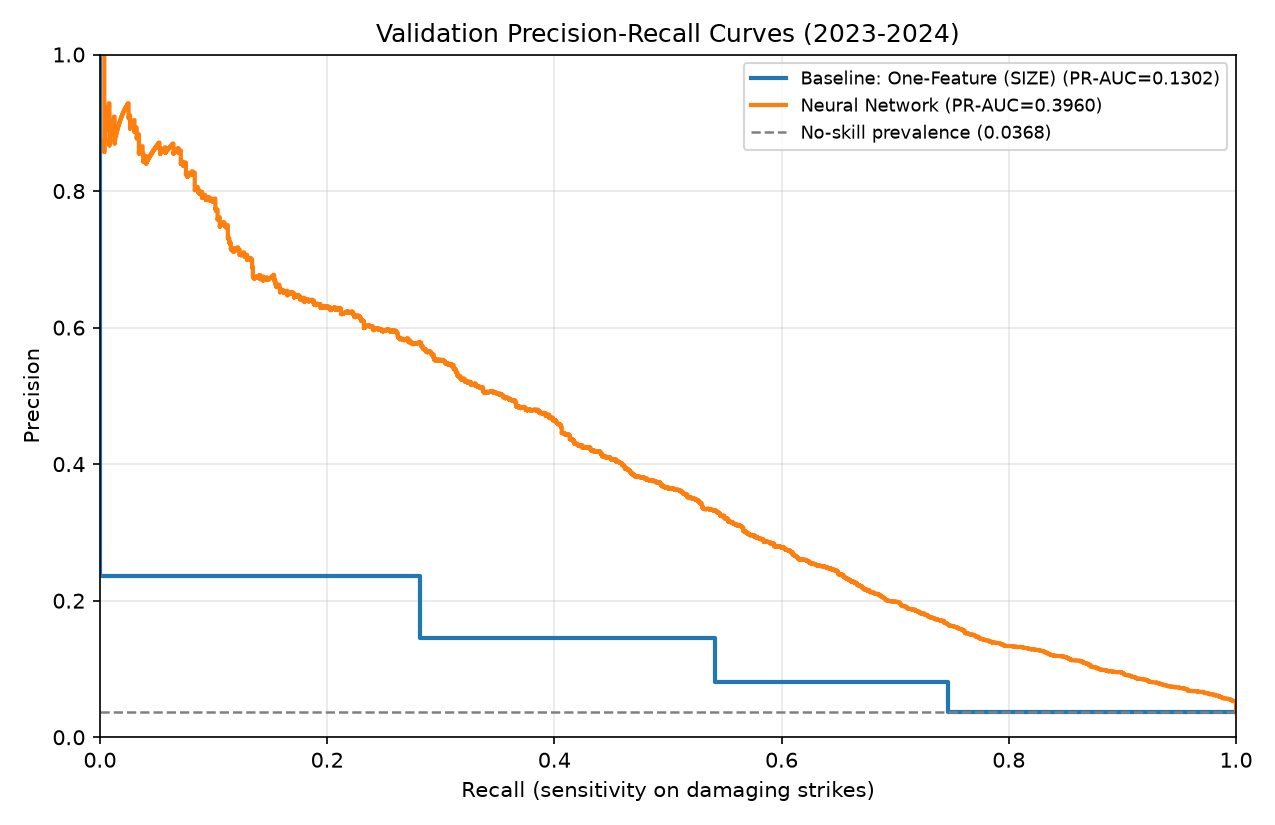 Validation Precision-Recall Curves (2023-2024)
Baseline: One-Feature (SIZE) (PR-AUC=0.1302)
Neural Network (PR-AUC=0.3960)
No-skill prevalence (0.0368)
Precision
1.0
0.8
0.6
0.4
0.2
0.0
0.0 0.2 0.4 0.6 0.8 1.0
Recall (sensitivity on damaging strikes)